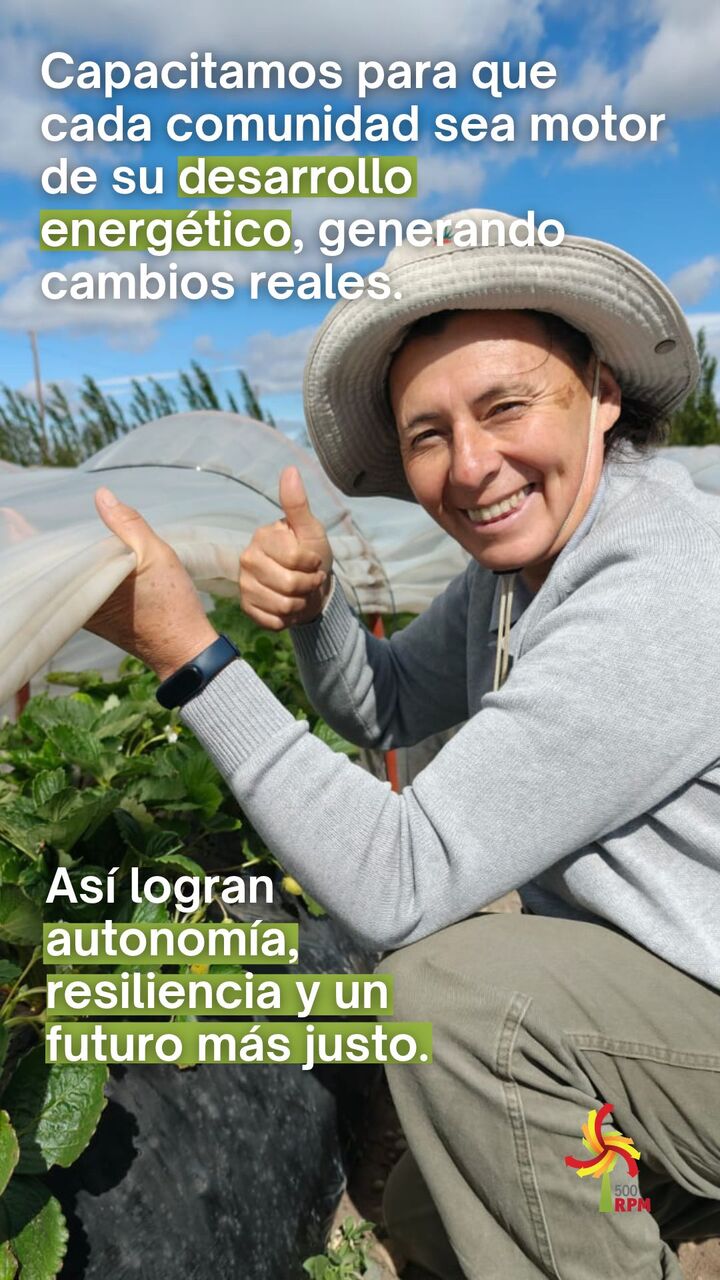 Capacitamos para que
cada comunidad sea motor
de su desarrollo
energético, generando
cambios reales.
Así logran
autonomía,
resiliencia y un
futuro más justo.
500
RPM